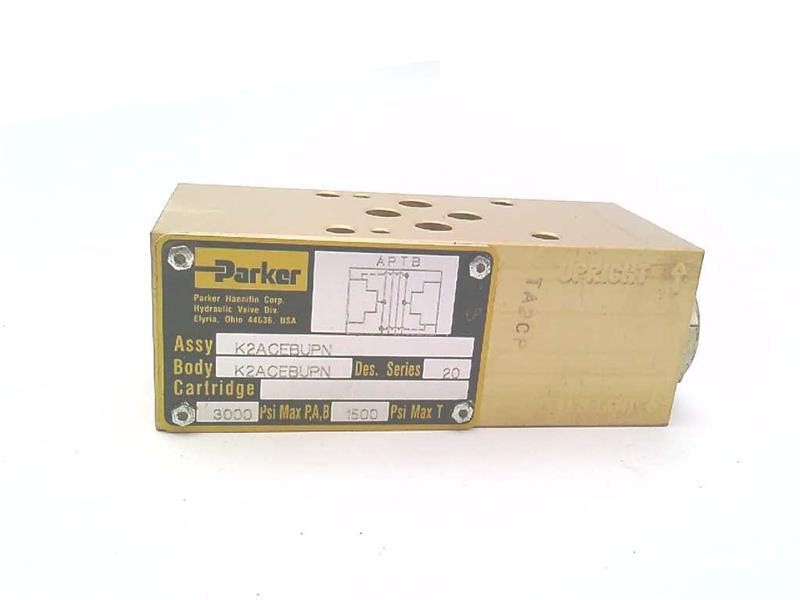 Parker
A P T B
Parker Hannifin Corp.
Hydraulic Valve Div.
Elyria, Ohio 44036, USA
Assy K2ACEBUPN
Body K2ACEBUPN Des. Series 20
Cartridge
3000 Psi Max P,A,B 1500 Psi Max T
UPRIGHT
A
TA2CP